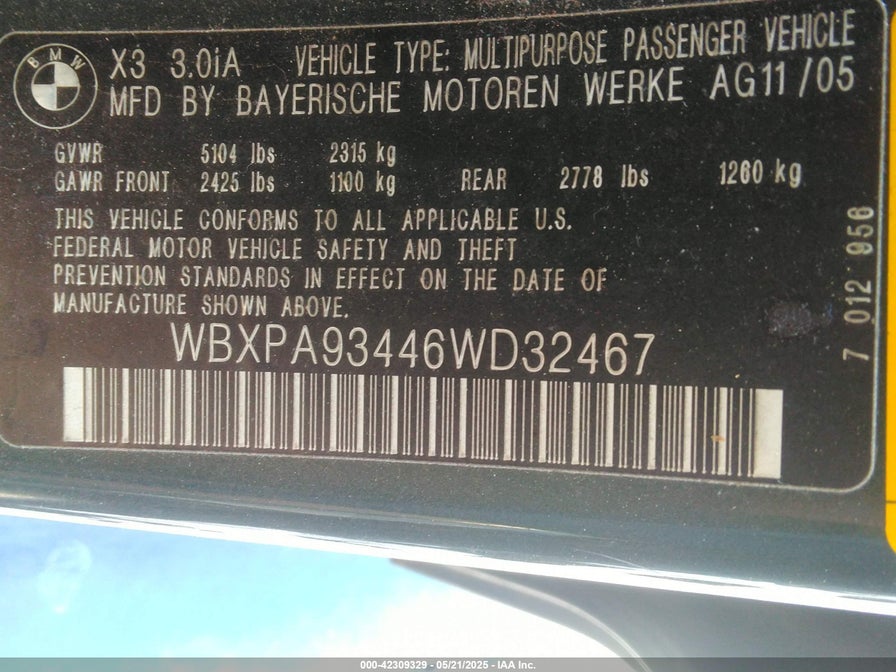 BMW
X3 3.0iA VEHICLE TYPE: MULTIPURPOSE PASSENGER VEHICLE
MFD BY BAYERISCHE MOTOREN WERKE AG 11/05
GVWR 5104 lbs 2315 kg
GAWR FRONT 2425 lbs 1100 kg REAR 2778 lbs 1260 kg
THIS VEHICLE CONFORMS TO ALL APPLICABLE U.S.
FEDERAL MOTOR VEHICLE SAFETY AND THEFT
PREVENTION STANDARDS IN EFFECT ON THE DATE OF
MANUFACTURE SHOWN ABOVE.
WBXPA93446WD32467
7 012 956
000-42309329 - 05/21/2025 - IAA Inc.